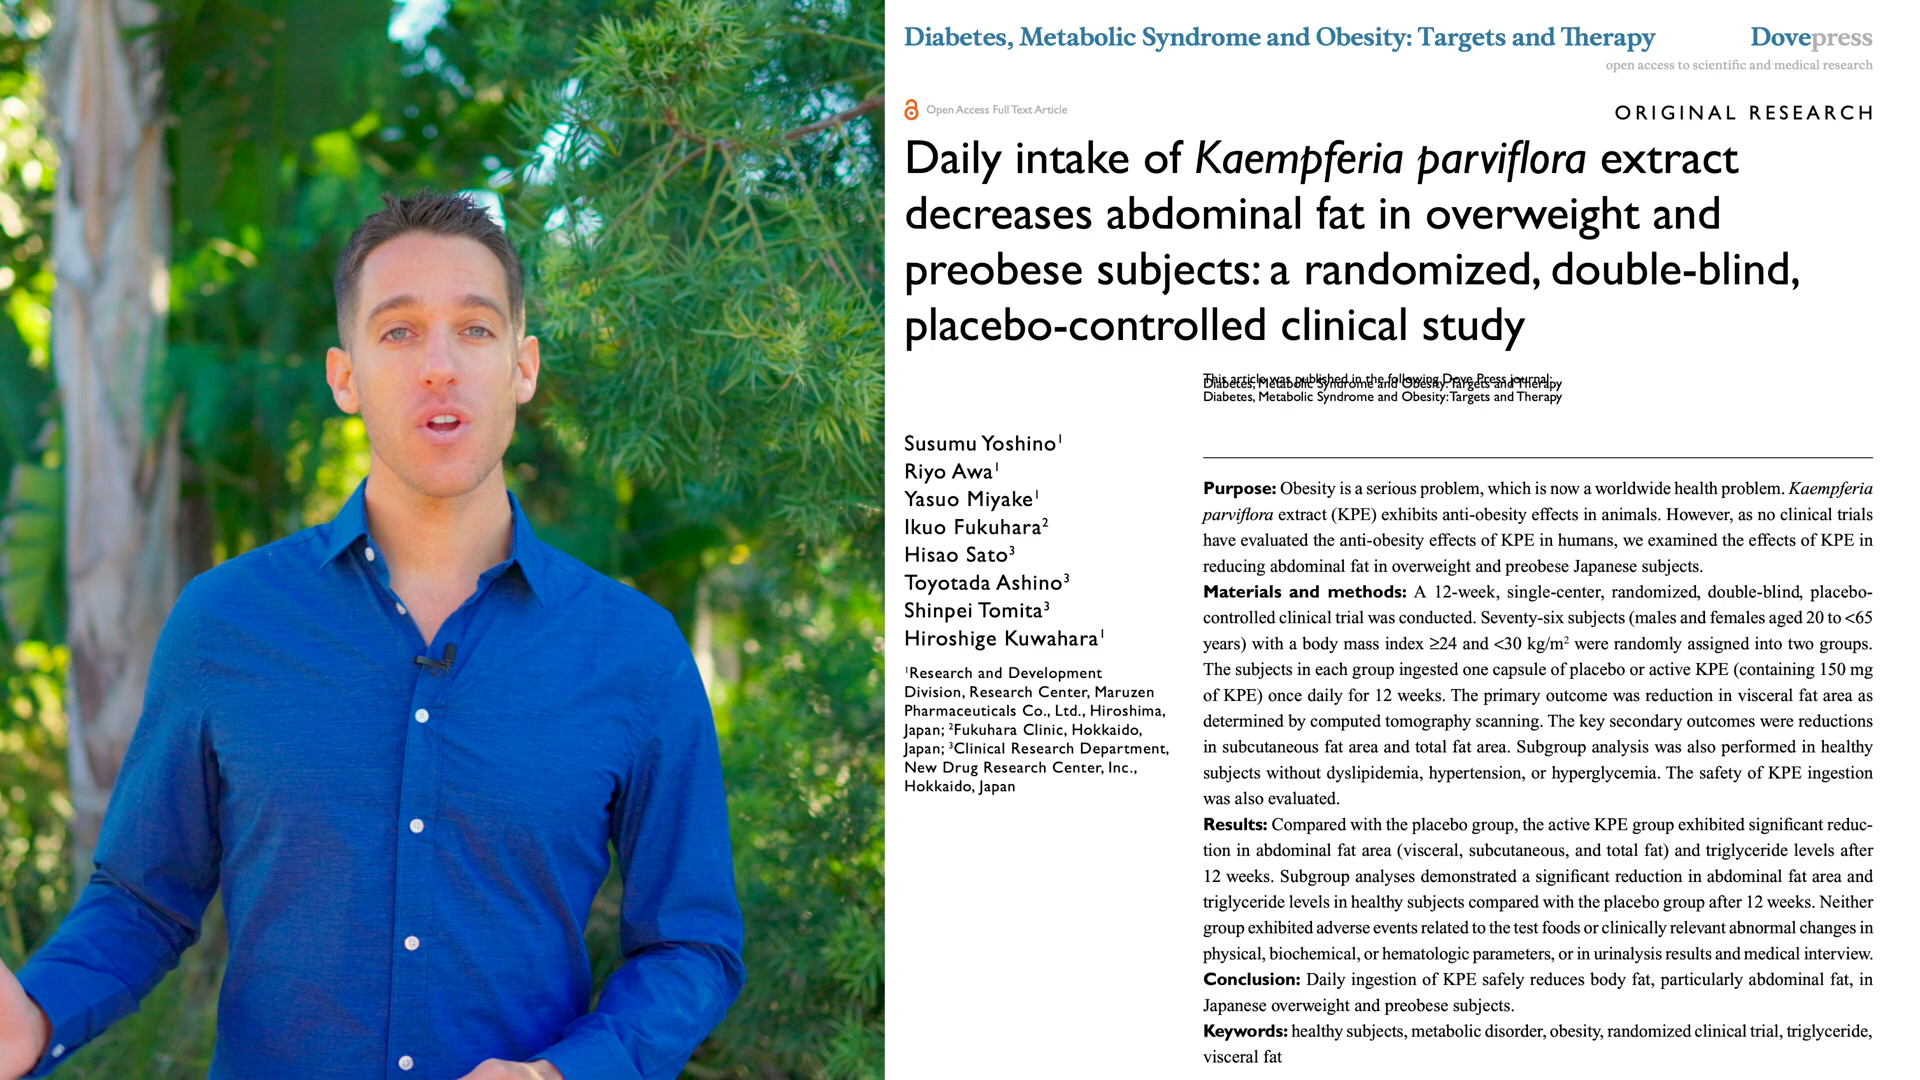 Diabetes, Metabolic Syndrome and Obesity: Targets and Therapy
Dovepress
open access to scientific and medical research
Open Access Full Text Article
ORIGINAL RESEARCH
Daily intake of Kaempferia parviflora extract
decreases abdominal fat in overweight and
preobese subjects: a randomized, double-blind,
placebo-controlled clinical study
This article was published in the following Dove Press journal:
Diabetes, Metabolic Syndrome and Obesity: Targets and Therapy
Diabetes, Metabolic Syndrome and Obesity: Targets and Therapy
Susumu Yoshino¹
Riyo Awa¹
Yasuo Miyake¹
Ikuo Fukuhara²
Hisao Sato³
Toyotada Ashino³
Shinpei Tomita³
Hiroshige Kuwahara¹
¹Research and Development
Division, Research Center, Maruzen
Pharmaceuticals Co., Ltd., Hiroshima,
Japan; ²Fukuhara Clinic, Hokkaido,
Japan; ³Clinical Research Department,
New Drug Research Center, Inc.,
Hokkaido, Japan
Purpose: Obesity is a serious problem, which is now a worldwide health problem. Kaempferia
parviflora extract (KPE) exhibits anti-obesity effects in animals. However, as no clinical trials
have evaluated the anti-obesity effects of KPE in humans, we examined the effects of KPE in
reducing abdominal fat in overweight and preobese Japanese subjects.
Materials and methods: A 12-week, single-center, randomized, double-blind, placebo-
controlled clinical trial was conducted. Seventy-six subjects (males and females aged 20 to <65
years) with a body mass index ≥24 and <30 kg/m² were randomly assigned into two groups.
The subjects in each group ingested one capsule of placebo or active KPE (containing 150 mg
of KPE) once daily for 12 weeks. The primary outcome was reduction in visceral fat area as
determined by computed tomography scanning. The key secondary outcomes were reductions
in subcutaneous fat area and total fat area. Subgroup analysis was also performed in healthy
subjects without dyslipidemia, hypertension, or hyperglycemia. The safety of KPE ingestion
was also evaluated.
Results: Compared with the placebo group, the active KPE group exhibited significant reduc-
tion in abdominal fat area (visceral, subcutaneous, and total fat) and triglyceride levels after
12 weeks. Subgroup analyses demonstrated a significant reduction in abdominal fat area and
triglyceride levels in healthy subjects compared with the placebo group after 12 weeks. Neither
group exhibited adverse events related to the test foods or clinically relevant abnormal changes in
physical, biochemical, or hematologic parameters, or in urinalysis results and medical interview.
Conclusion: Daily ingestion of KPE safely reduces body fat, particularly abdominal fat, in
Japanese overweight and preobese subjects.
Keywords: healthy subjects, metabolic disorder, obesity, randomized clinical trial, triglyceride,
visceral fat